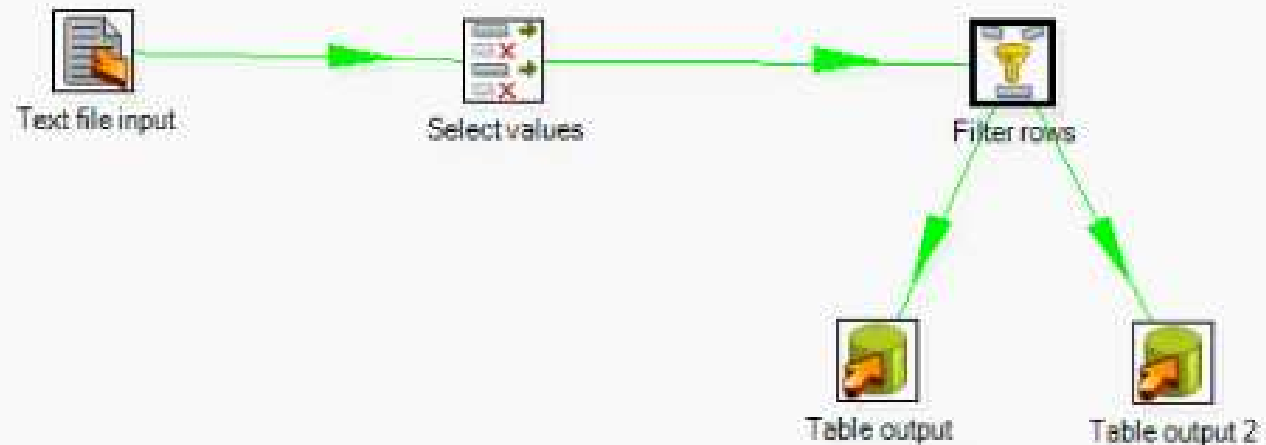 Text file input
Select values
Filter rows
Table output
Table output 2